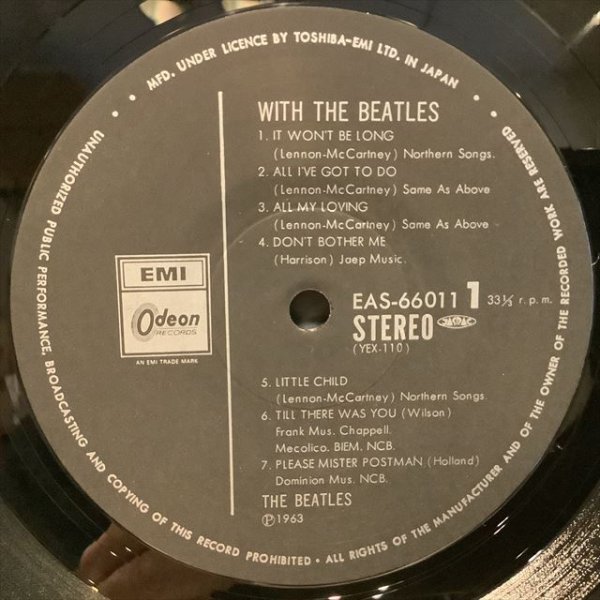 • • MFD. UNDER LICENCE BY TOSHIBA-EMI LTD. IN JAPAN • •
WITH THE BEATLES
1. IT WON'T BE LONG
(Lennon-McCartney) Northern Songs.
2. ALL I'VE GOT TO DO
(Lennon-McCartney) Same As Above
3. ALL MY LOVING
(Lennon-McCartney) Same As Above
4. DON'T BOTHER ME
(Harrison) Jaep Music.
EMI
Odeon
RECORDS
AN EMI TRADE MARK
EAS-66011 1 33⅓ r.p.m.
STEREO JASRAC
(YEX-110)
5. LITTLE CHILD
(Lennon-McCartney) Northern Songs.
6. TILL THERE WAS YOU (Wilson)
Frank Mus. Chappell.
Mecolico. BIEM. NCB.
7. PLEASE MISTER POSTMAN (Holland)
Dominion Mus. NCB.
THE BEATLES
℗1963
UNAUTHORIZED PUBLIC PERFORMANCE, BROADCASTING AND COPYING OF THIS RECORD PROHIBITED • ALL RIGHTS OF THE MANUFACTURER AND OF THE OWNER OF THE RECORDED WORK ARE RESERVED